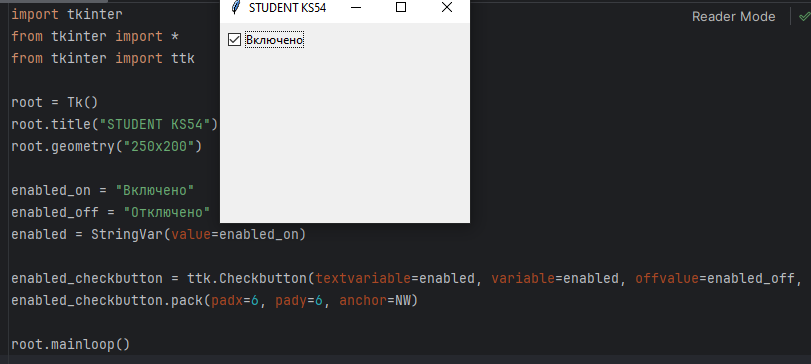 import tkinter
from tkinter import *
from tkinter import ttk
root = Tk()
root.title("STUDENT KS54")
root.geometry("250x200")
enabled_on = "Включено"
enabled_off = "Отключено"
enabled = StringVar(value=enabled_on)
enabled_checkbutton = ttk.Checkbutton(textvariable=enabled, variable=enabled, offvalue=enabled_off,
enabled_checkbutton.pack(padx=6, pady=6, anchor=NW)
root.mainloop()
STUDENT KS54
Включено
Reader Mode